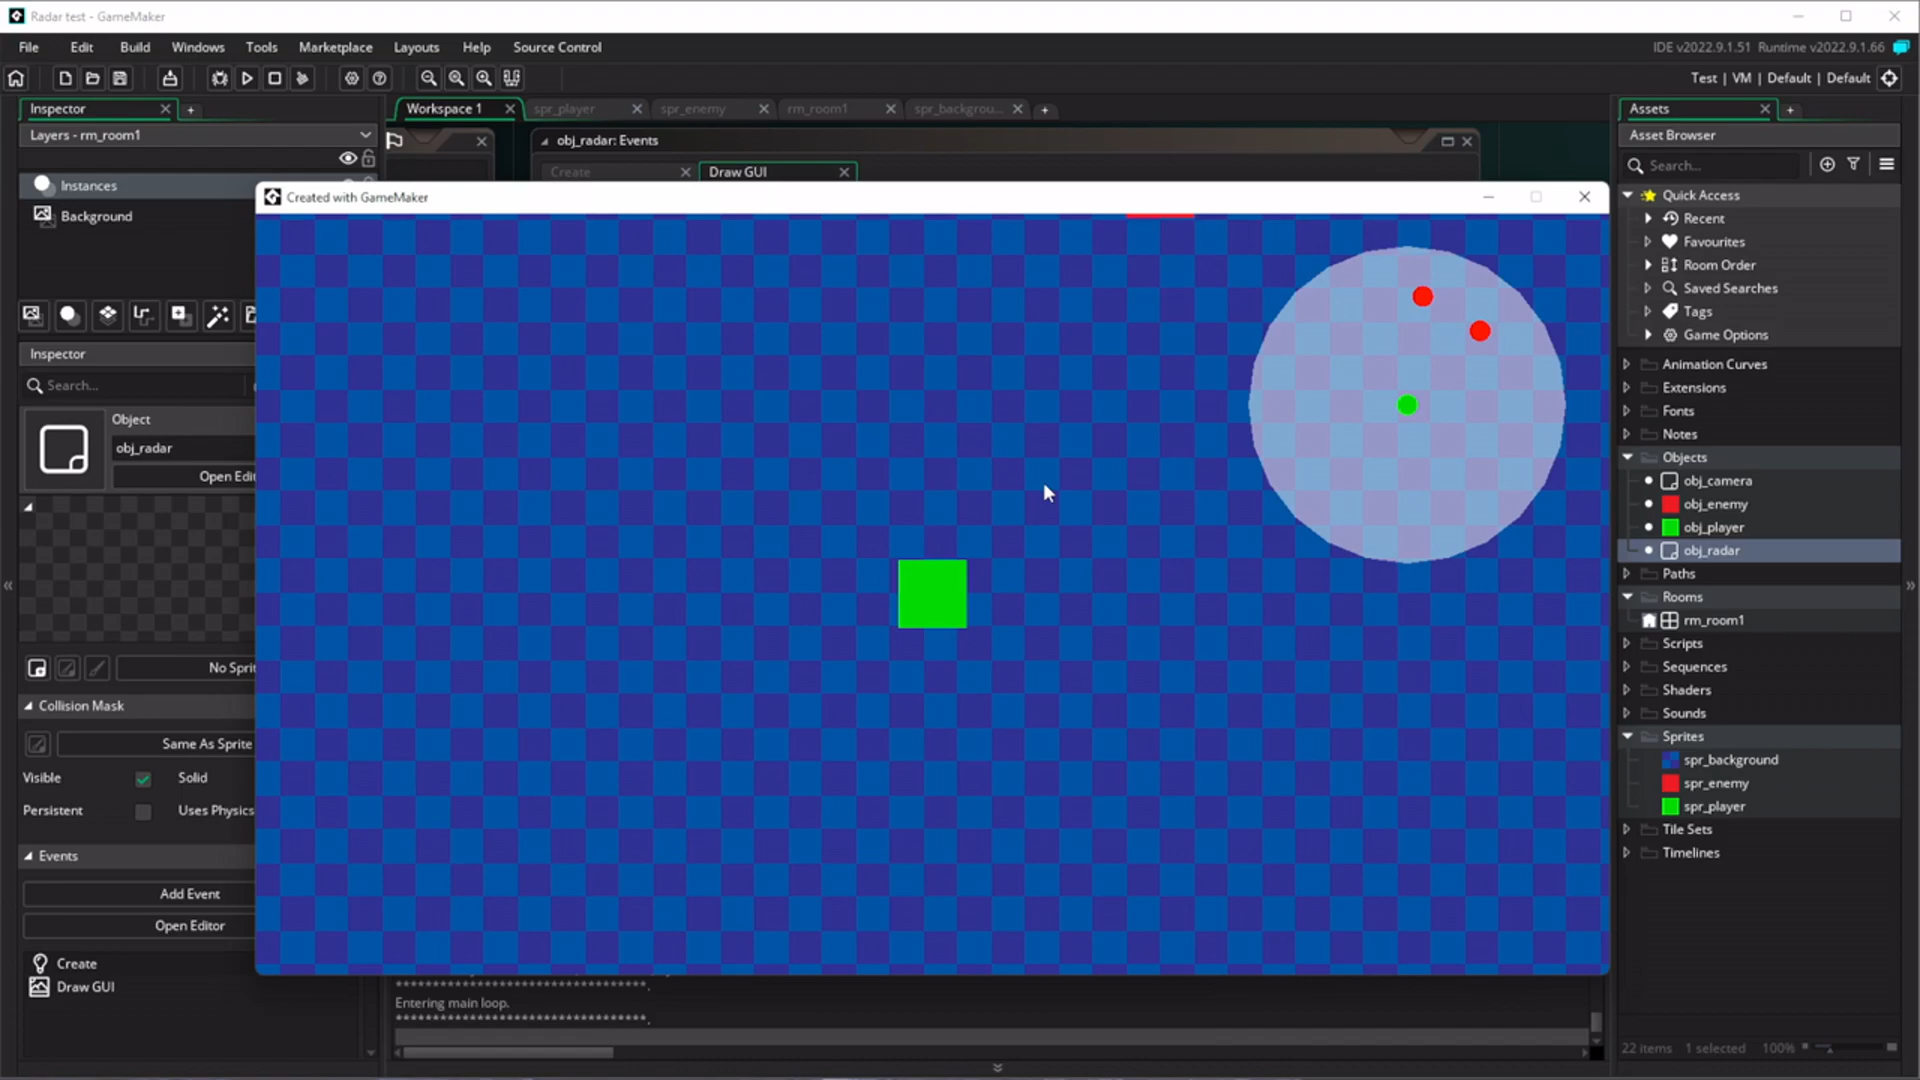 Radar test - GameMaker
File Edit Build Windows Tools Marketplace Layouts Help Source Control
IDE v2022.9.1.51 Runtime v2022.9.1.66
Test | VM | Default | Default
Inspector
Layers - rm_room1
Instances
Background
Inspector
Search...
Object
obj_radar
No Sprit
Collision Mask
Same As Sprite
Visible
Solid
Persistent
Uses Physics
Events
Add Event
Open Editor
Create
Draw GUI
Workspace 1
spr_player
spr_enemy
rm_room1
spr_backgrou...
obj_radar: Events
Create
Draw GUI
Created with GameMaker
***********************************.
Entering main loop.
***********************************.
Assets
Asset Browser
Search...
Quick Access
Recent
Favourites
Room Order
Saved Searches
Tags
Game Options
Animation Curves
Extensions
Fonts
Notes
Objects
obj_camera
obj_enemy
obj_player
obj_radar
Paths
Rooms
rm_room1
Scripts
Sequences
Shaders
Sounds
Sprites
spr_background
spr_enemy
spr_player
Tile Sets
Timelines
22 items 1 selected 100%